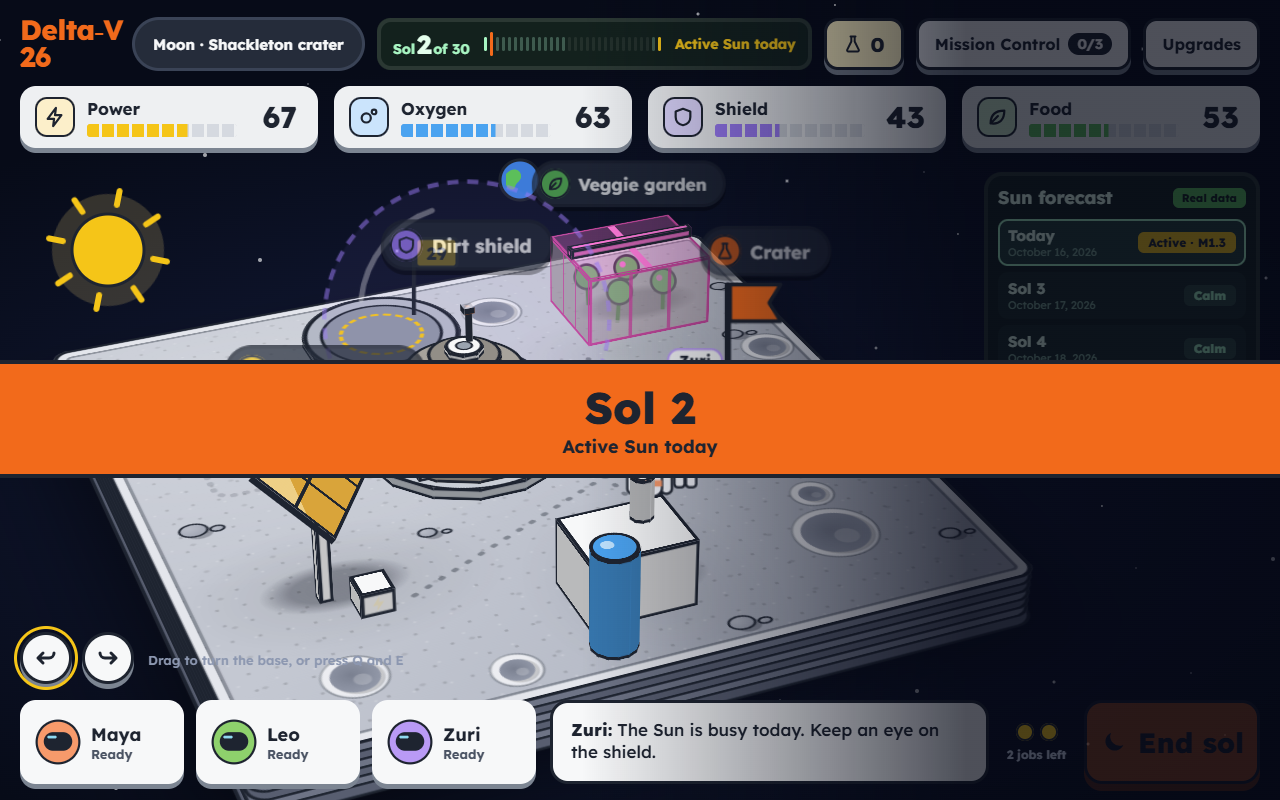 Delta-V
26
Moon · Shackleton crater
Sol 2 of 30
Active Sun today
0
Mission Control 0/3
Upgrades
Power
67
Oxygen
63
Shield
43
Food
53
Veggie garden
Dirt shield
27
Crater
Sun forecast
Real data
Today
October 16, 2026
Active · M1.3
Sol 3
October 17, 2026
Calm
Sol 4
October 18, 2026
Calm
Zuri
Sol 2
Active Sun today
Drag to turn the base, or press Q and E
Maya
Ready
Leo
Ready
Zuri
Ready
Zuri: The Sun is busy today. Keep an eye on
the shield.
2 jobs left
End sol